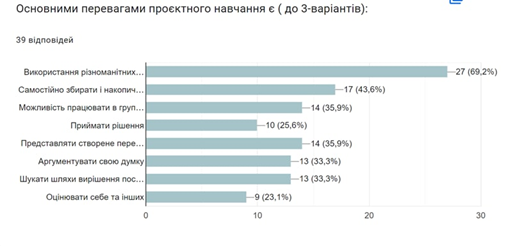 Основними перевагами проєктного навчання є ( до 3-варіантів):
39 відповідей
Використання різноманітних…
27 (69,2%)
Самостійно збирати і накопич…
17 (43,6%)
Можливість працювати в груп…
14 (35,9%)
Приймати рішення
10 (25,6%)
Представляти створене пере…
14 (35,9%)
Аргументувати свою думку
13 (33,3%)
Шукати шляхи вирішення пос…
13 (33,3%)
Оцінювати себе та інших
9 (23,1%)
0 10 20 30